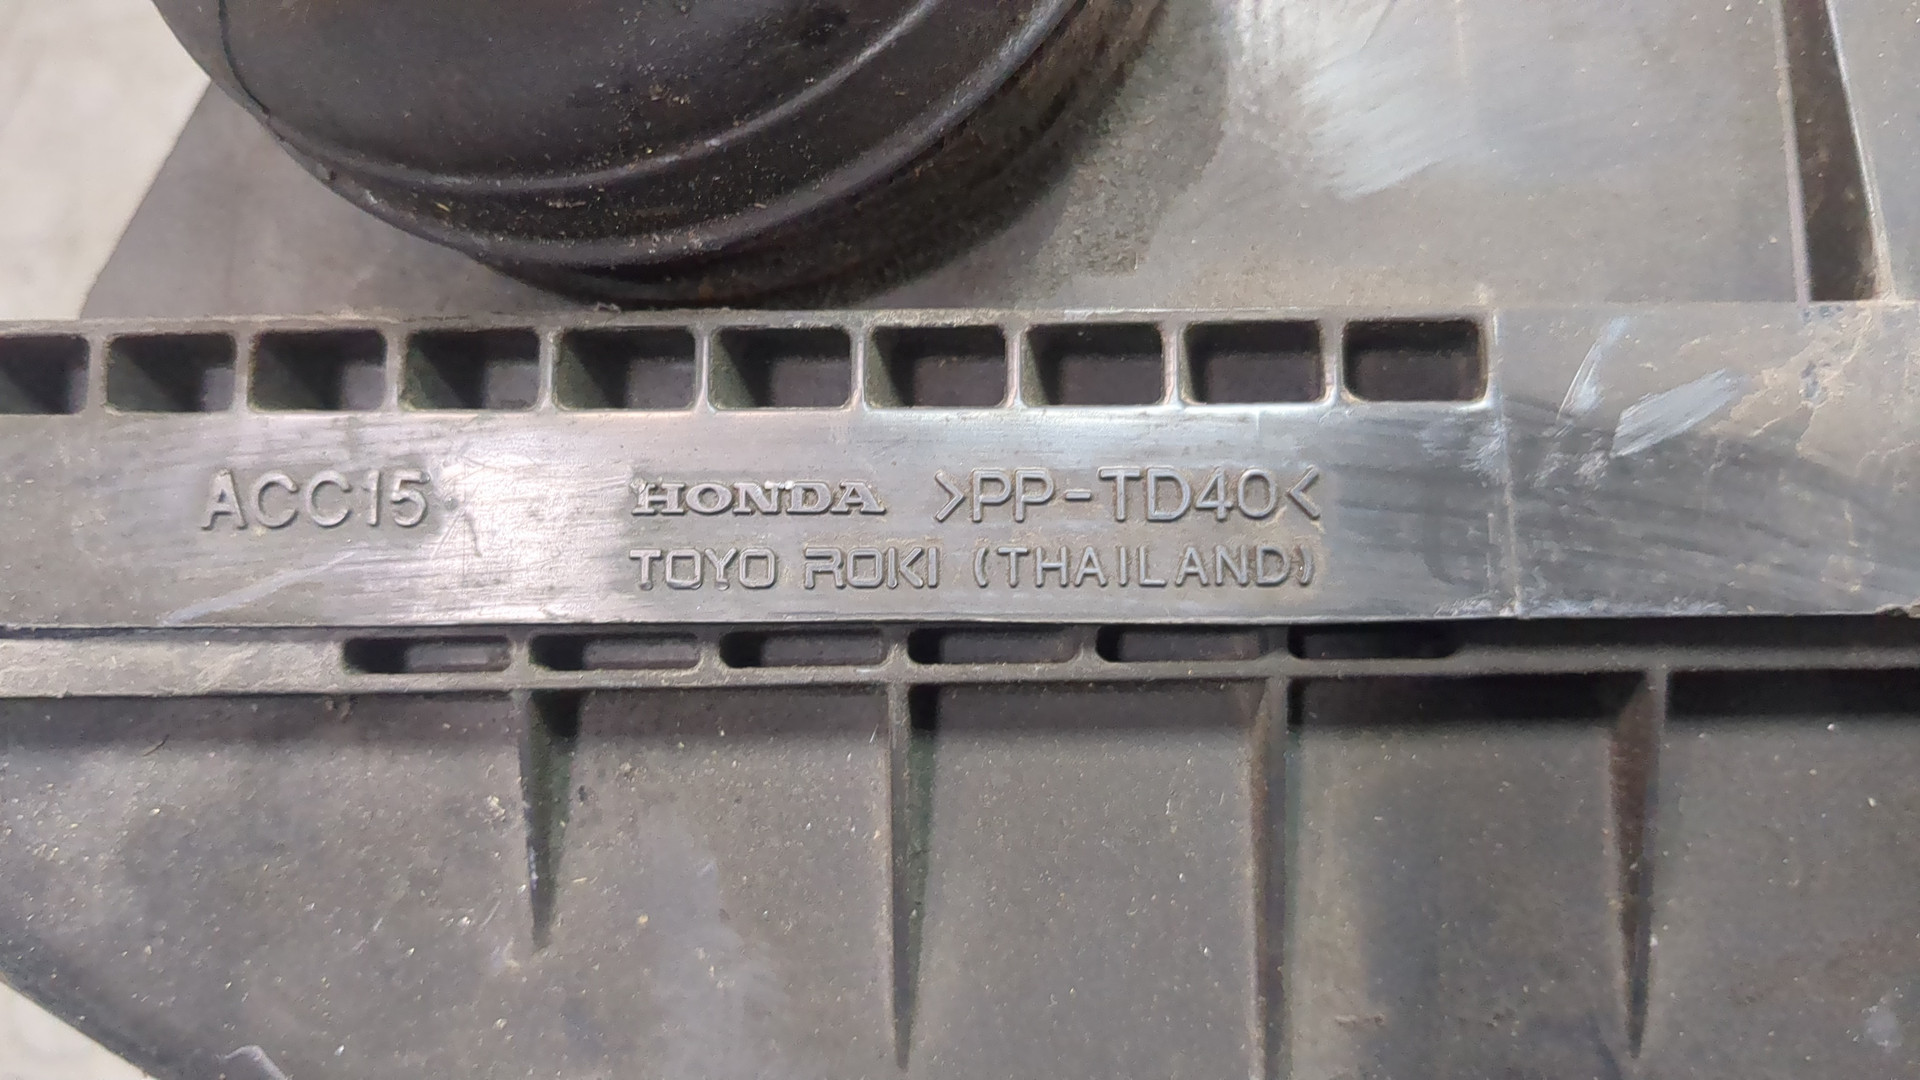 ACC15 HONDA >PP-TD40<
TOYO ROKI (THAILAND)